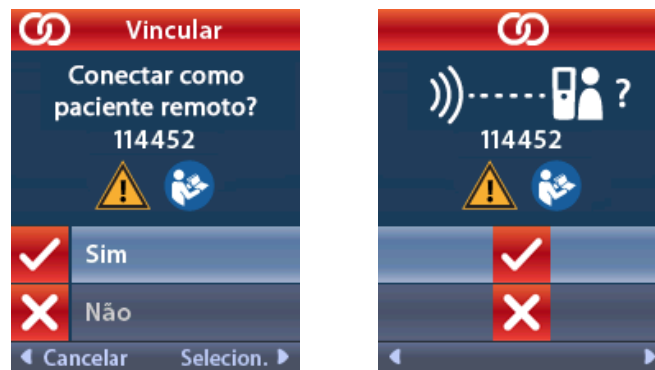 Vincular
Conectar como
paciente remoto?
114452
Sim
Não
Cancelar Selecion.
?
114452